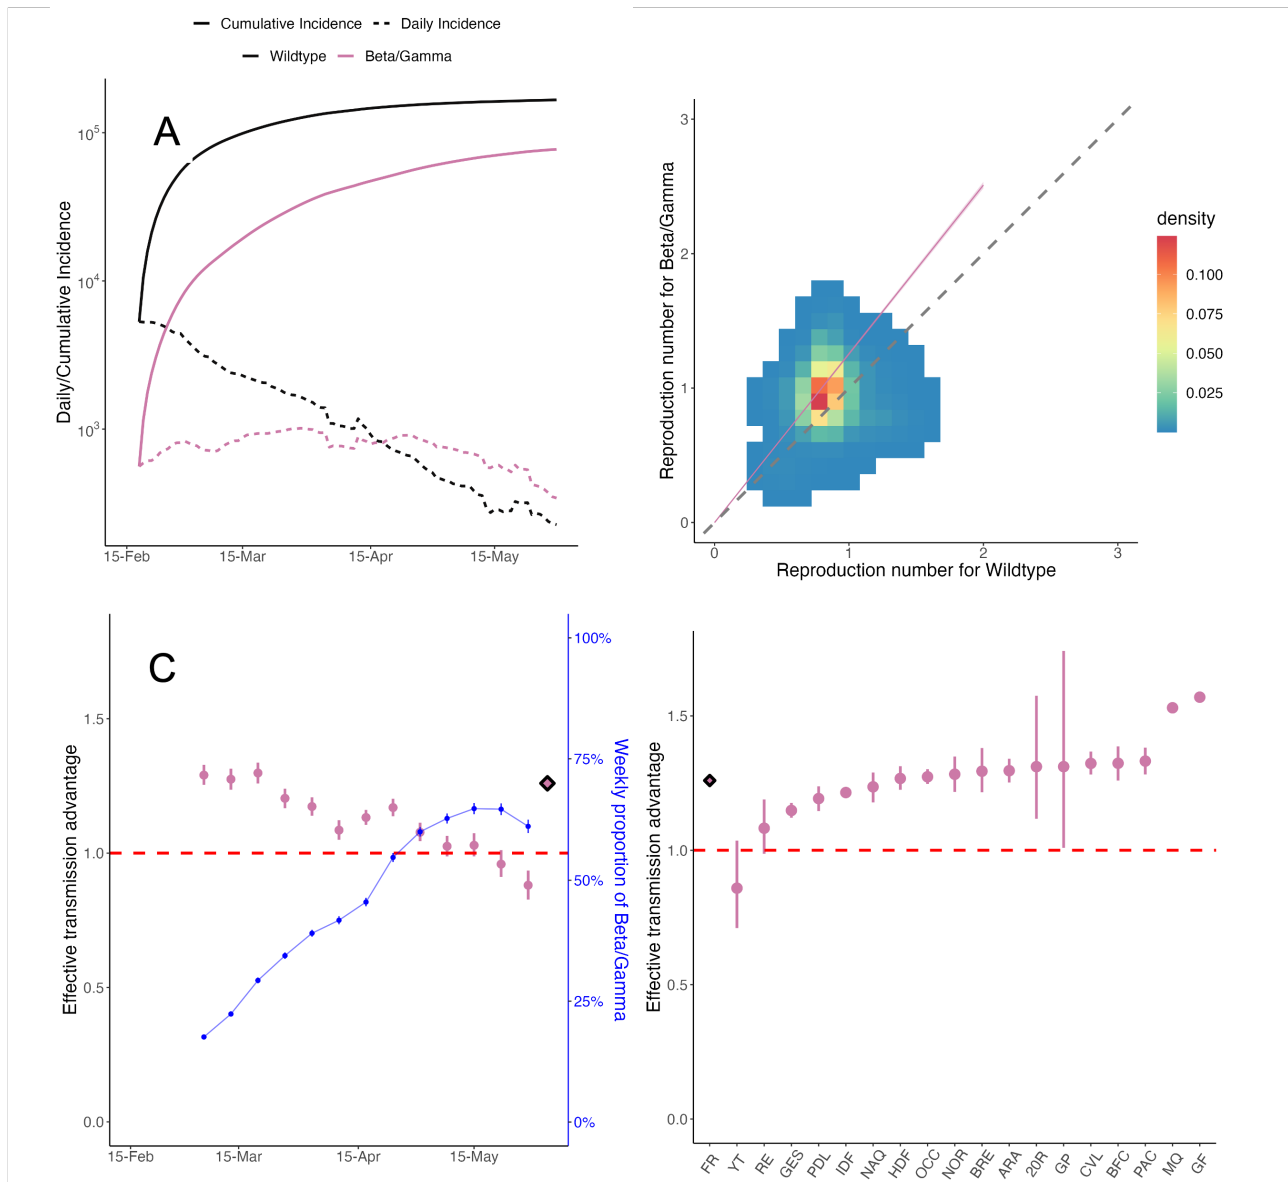 Cumulative Incidence Daily Incidence
Wildtype Beta/Gamma
A
Daily/Cumulative Incidence
10^5
10^4
10^3
15-Feb 15-Mar 15-Apr 15-May
Reproduction number for Beta/Gamma
3
2
1
0
0 1 2 3
Reproduction number for Wildtype
density
0.100
0.075
0.050
0.025
C
Effective transmission advantage
1.5
1.0
0.5
0.0
15-Feb 15-Mar 15-Apr 15-May
100%
75%
50%
25%
0%
Weekly proportion of Beta/Gamma
Effective transmission advantage
1.5
1.0
0.5
0.0
FR YT RE GES PDL IDF NAQ HDF OCC NOR BRE ARA 20R GP CVL BFC PAC MQ GF